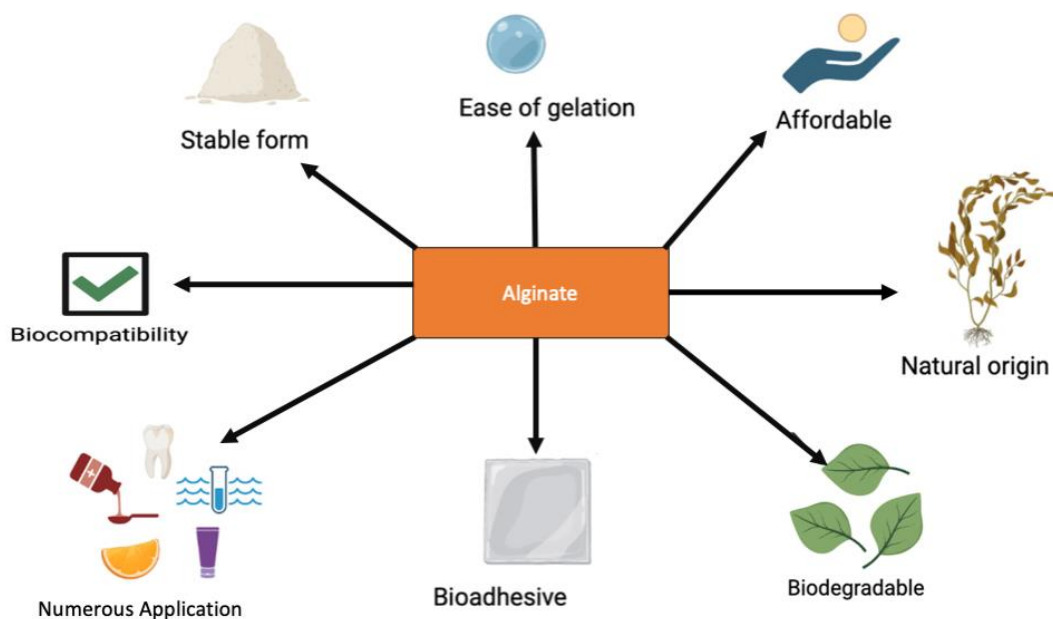 Stable form
Ease of gelation
Affordable
Alginate
Biocompatibility
Natural origin
Numerous Application
Bioadhesive
Biodegradable